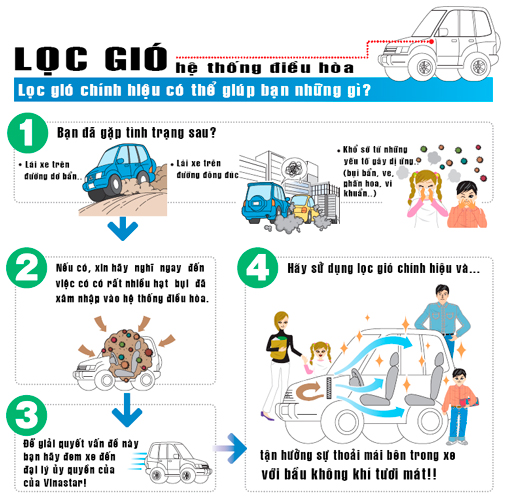 LỌC GIÓ hệ thống điều hòa
Lọc gió chính hiệu có thể giúp bạn những gì?
1 Bạn đã gặp tình trạng sau?
• Lái xe trên
đường dơ bẩn..
• Lái xe trên
đường đông đúc
• Khổ sở từ những
yếu tố gây dị ứng.
(bụi bẩn, ve,
phấn hoa, vi
khuẩn..)
2
Nếu có, xin hãy nghĩ ngay đến
việc có có rất nhiều hạt bụi đã
xâm nhập vào hệ thống điều hòa.
3
Để giải quyết vấn đề này
bạn hãy đem xe đến
đại lý ủy quyền của
của Vinastar!
4 Hãy sử dụng lọc gió chính hiệu và...
tận hưởng sự thoải mái bên trong xe
với bầu không khí tươi mát!!